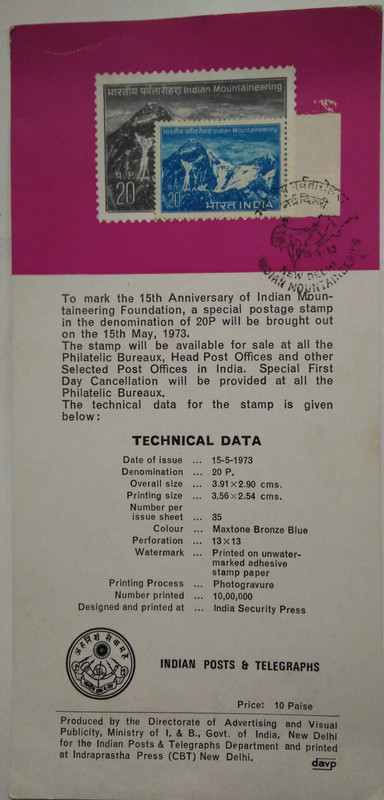 भारतीय पर्वतारोहण Indian Mountaineering
भारतीय पर्वतारोहण Indian Mountaineering
प. P.
20
20
भारत INDIA
नई दिल्ली
NEW DELHI
INDIAN MOUNTAINEERING
To mark the 15th Anniversary of Indian Moun-
taineering Foundation, a special postage stamp
in the denomination of 20P will be brought out
on the 15th May, 1973.
The stamp will be available for sale at all the
Philatelic Bureaux, Head Post Offices and other
Selected Post Offices in India. Special First
Day Cancellation will be provided at all the
Philatelic Bureaux.
The technical data for the stamp is given
below :
TECHNICAL DATA
Date of issue ... 15-5-1973
Denomination ... 20 P.
Overall size ... 3.91×2.90 cms.
Printing size ... 3.56×2.54 cms.
Number per
issue sheet ... 35
Colour ... Maxtone Bronze Blue
Perforation ... 13×13
Watermark ... Printed on unwater-
marked adhesive
stamp paper
Printing Process ... Photogravure
Number printed ... 10,00,000
Designed and printed at ... India Security Press
INDIAN POSTS & TELEGRAPHS
Price: 10 Paise
Produced by the Directorate of Advertising and Visual
Publicity, Ministry of I. & B., Govt. of India, New Delhi
for the Indian Posts & Telegraphs Department and printed
at Indraprastha Press (CBT) New Delhi.
davp